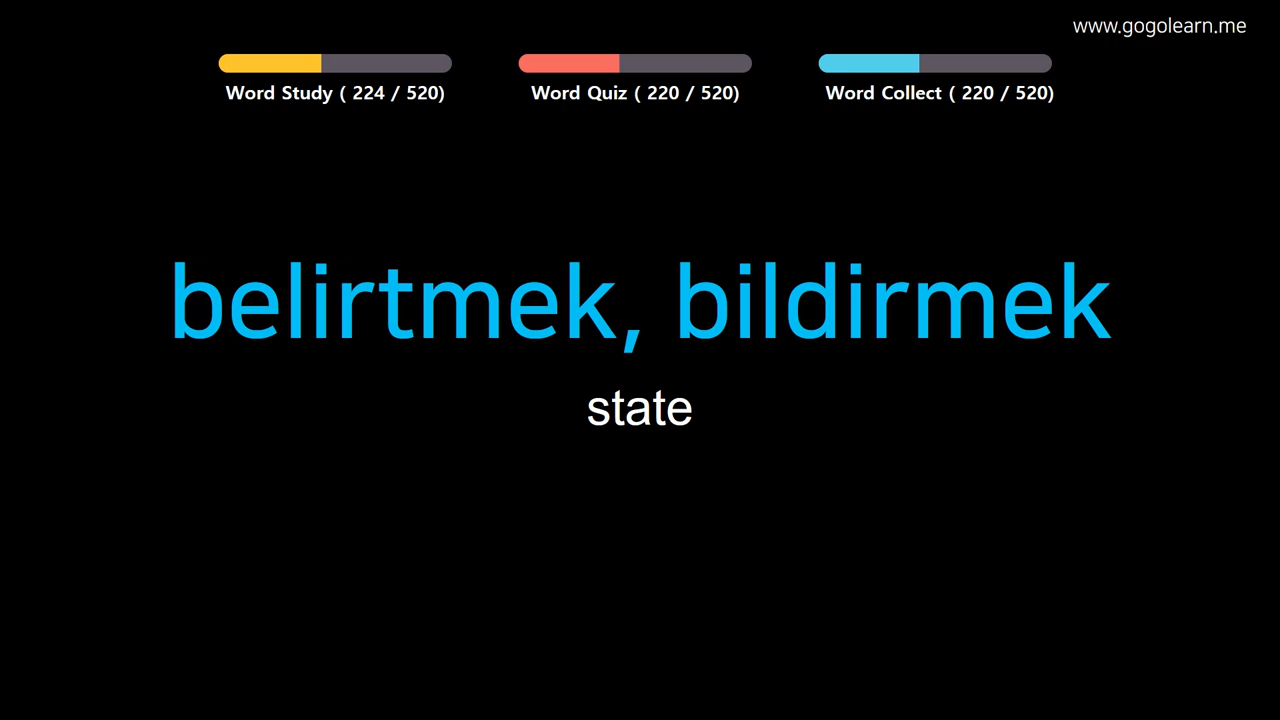 www.gogolearn.me
Word Study ( 224 / 520)
Word Quiz ( 220 / 520)
Word Collect ( 220 / 520)
belirtmek, bildirmek
state